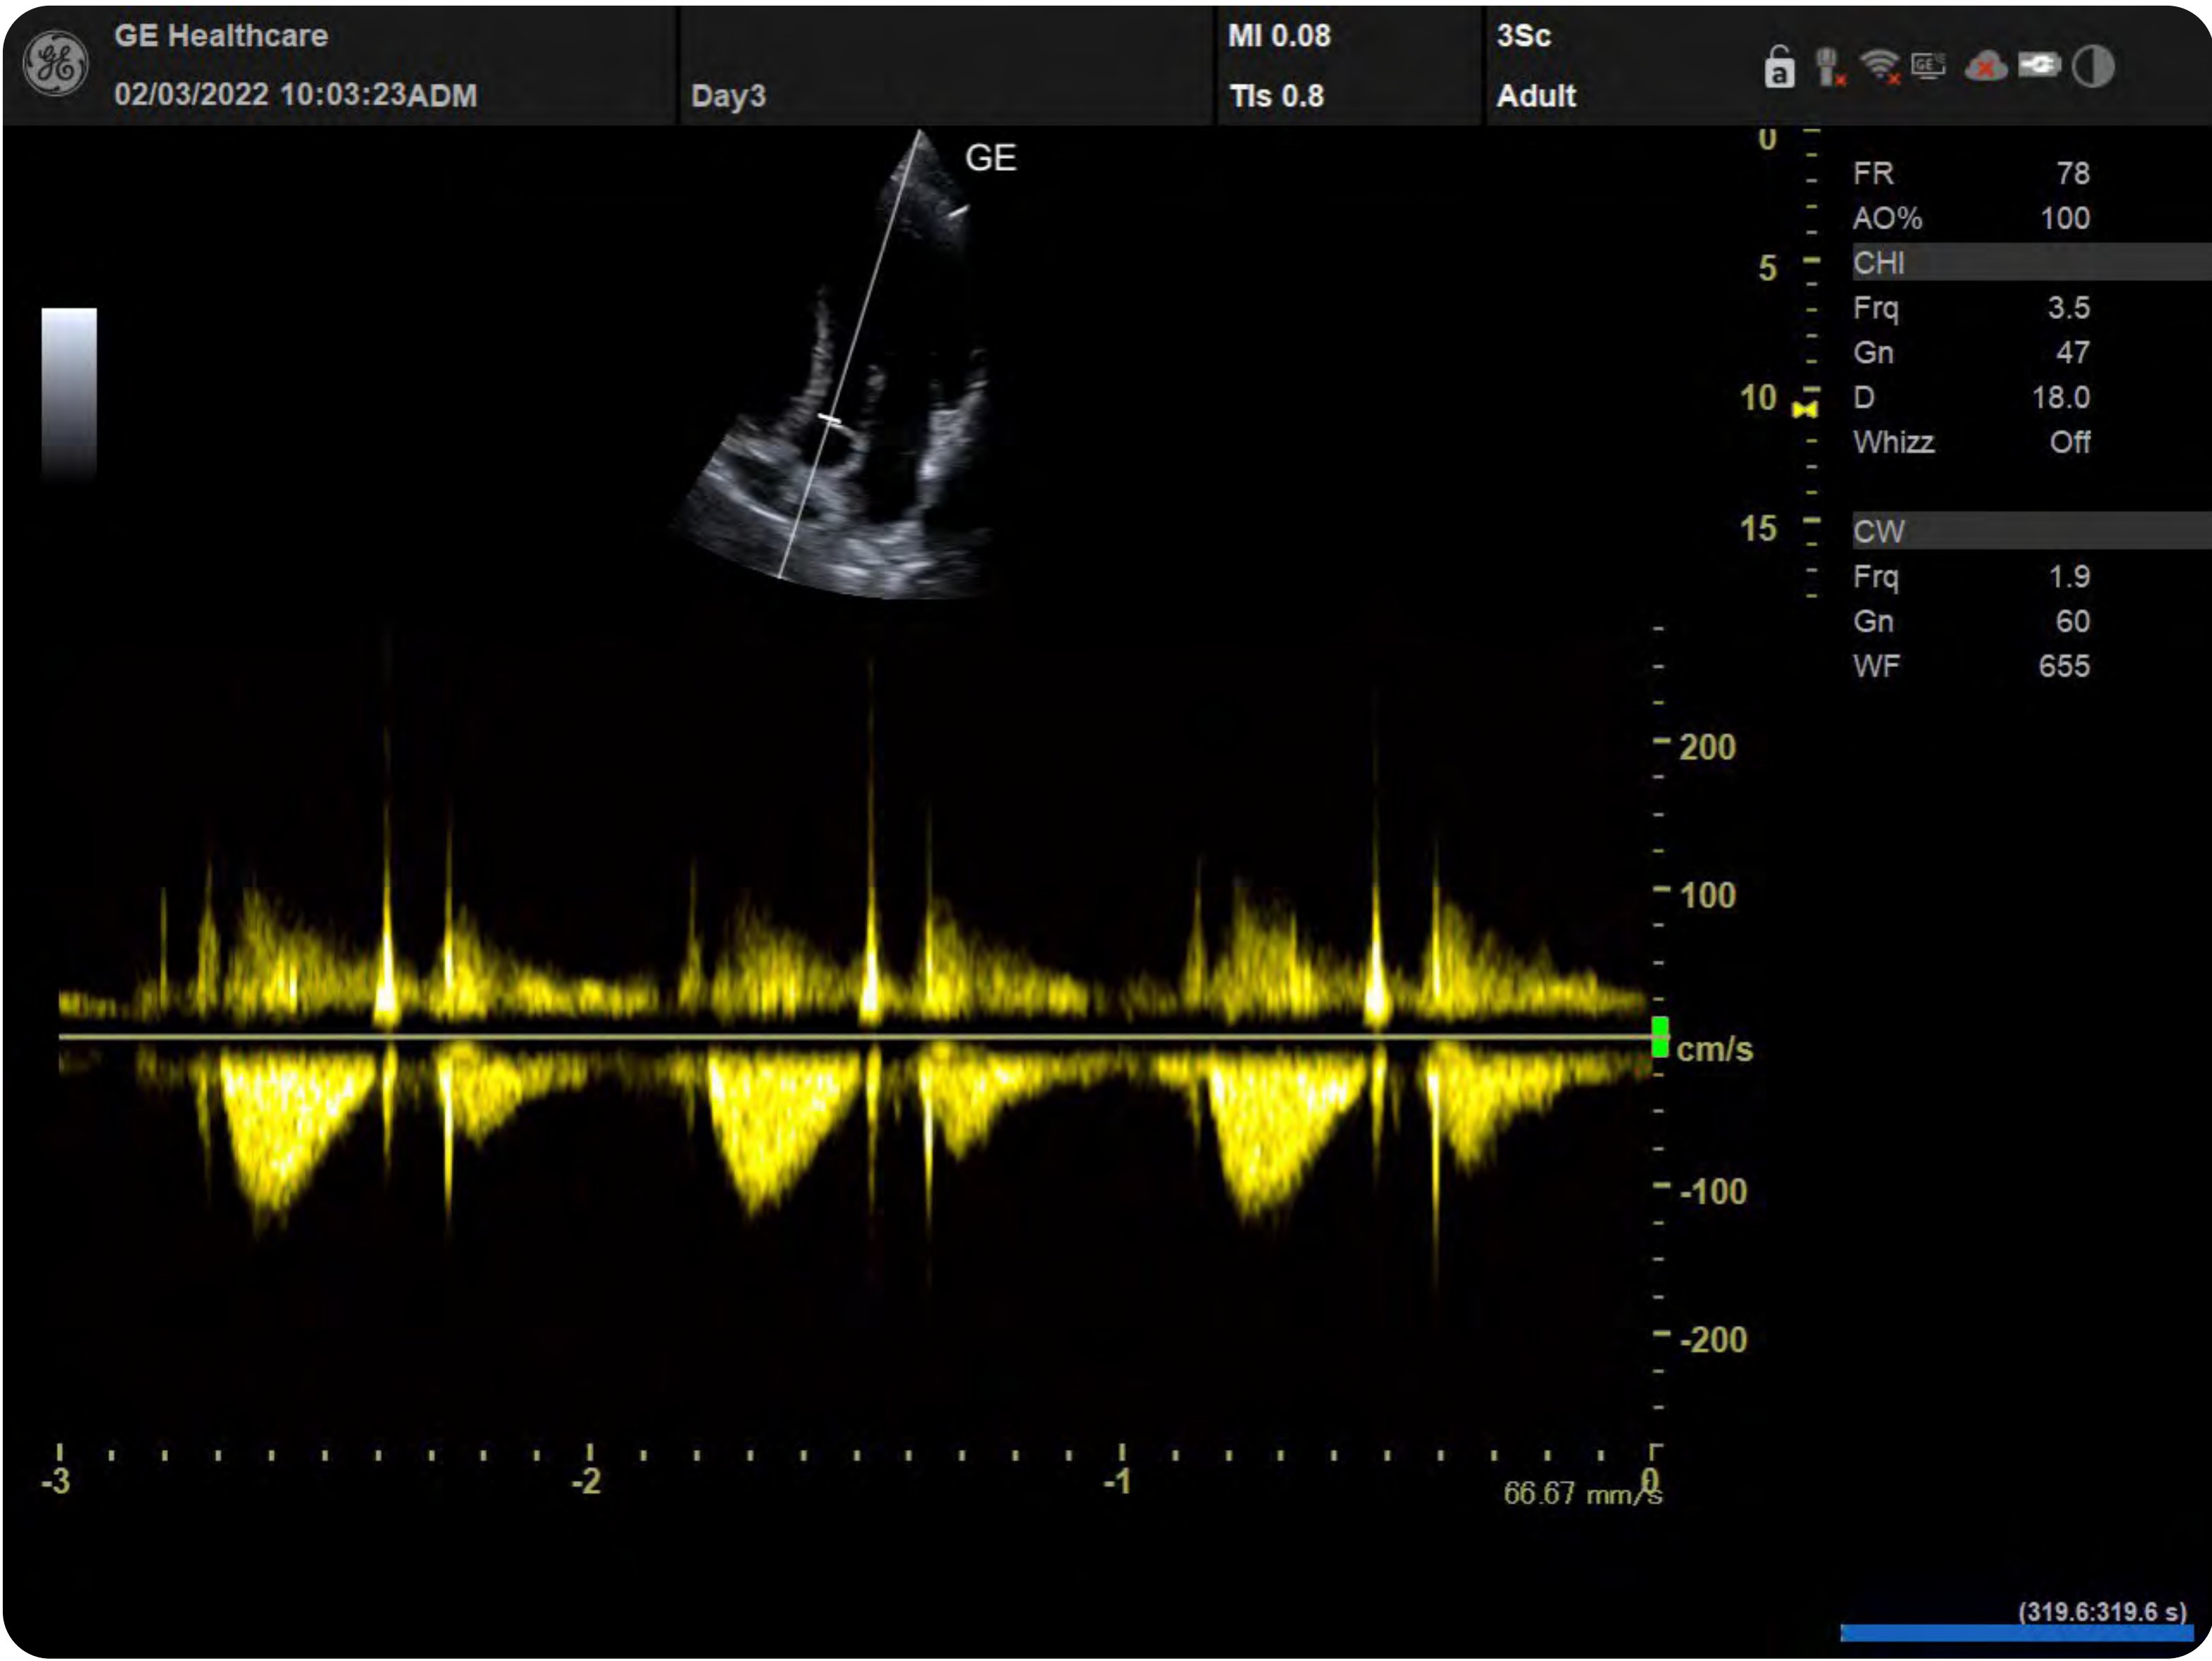 GE Healthcare
02/03/2022 10:03:23ADM
Day3
MI 0.08
TIs 0.8
3Sc
Adult
GE
0
5
10
15
FR 78
AO% 100
CHI
Frq 3.5
Gn 47
D 18.0
Whizz Off
CW
Frq 1.9
Gn 60
WF 655
200
100
cm/s
-100
-200
-3 -2 -1 0
66.67 mm/s
(319.6:319.6 s)